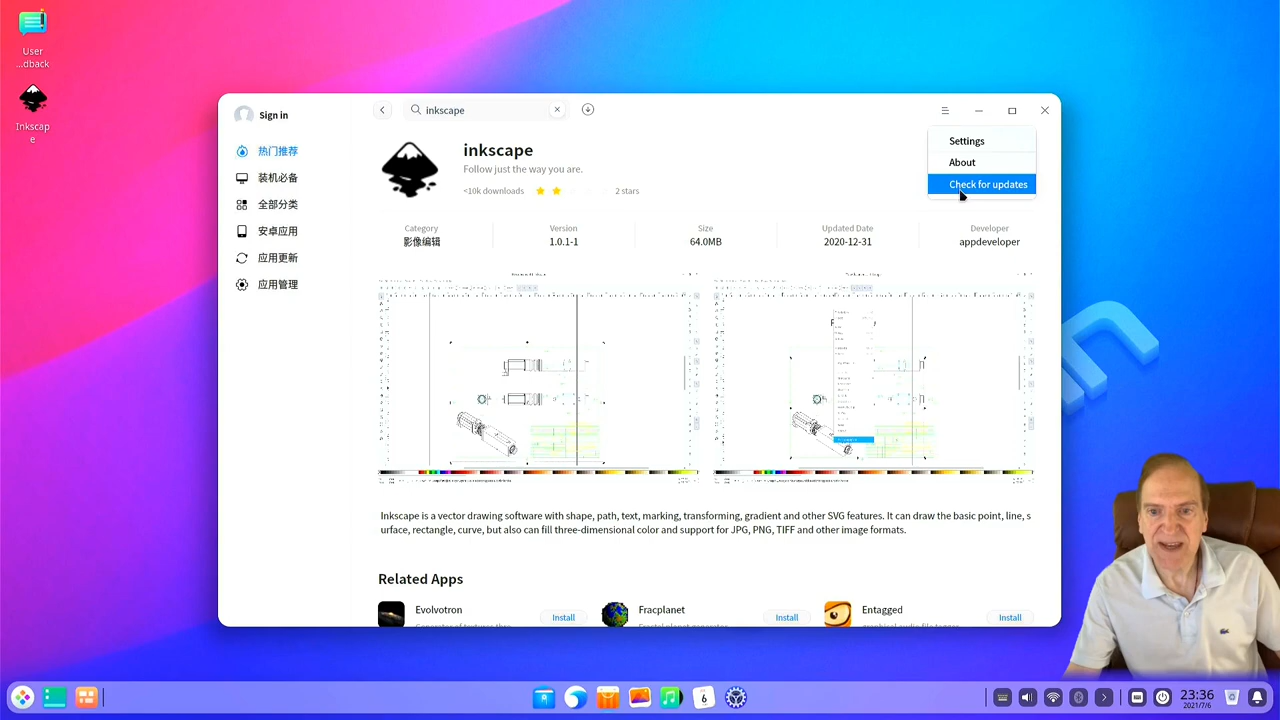 User
...dback
Inkscap
e
Sign in
热门推荐
装机必备
全部分类
安卓应用
应用更新
应用管理
inkscape
Settings
About
Check for updates
inkscape
Follow just the way you are.
<10k downloads
2 stars
Category
影像编辑
Version
1.0.1-1
Size
64.0MB
Updated Date
2020-12-31
Developer
appdeveloper
Inkscape is a vector drawing software with shape, path, text, marking, transforming, gradient and other SVG features. It can draw the basic point, line, s
urface, rectangle, curve, but also can fill three-dimensional color and support for JPG, PNG, TIFF and other image formats.
Related Apps
Evolvotron
Install
Fracplanet
Install
Entagged
Install
in
6
23:36
2021/7/6